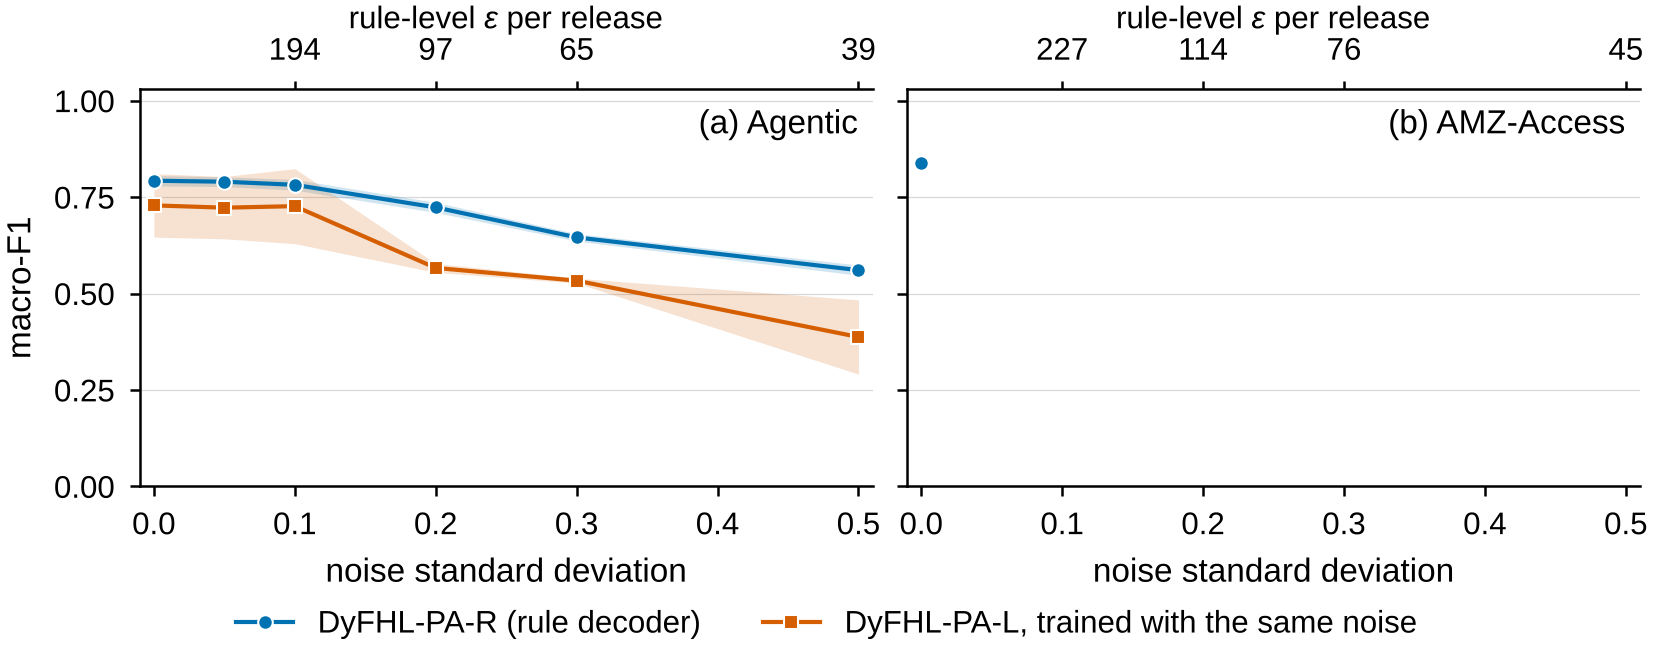 rule-level ε per release
194 97 65 39
rule-level ε per release
227 114 76 45
(a) Agentic
(b) AMZ-Access
macro-F1
1.00
0.75
0.50
0.25
0.00
0.0 0.1 0.2 0.3 0.4 0.5
0.0 0.1 0.2 0.3 0.4 0.5
noise standard deviation
noise standard deviation
DyFHL-PA-R (rule decoder)
DyFHL-PA-L, trained with the same noise